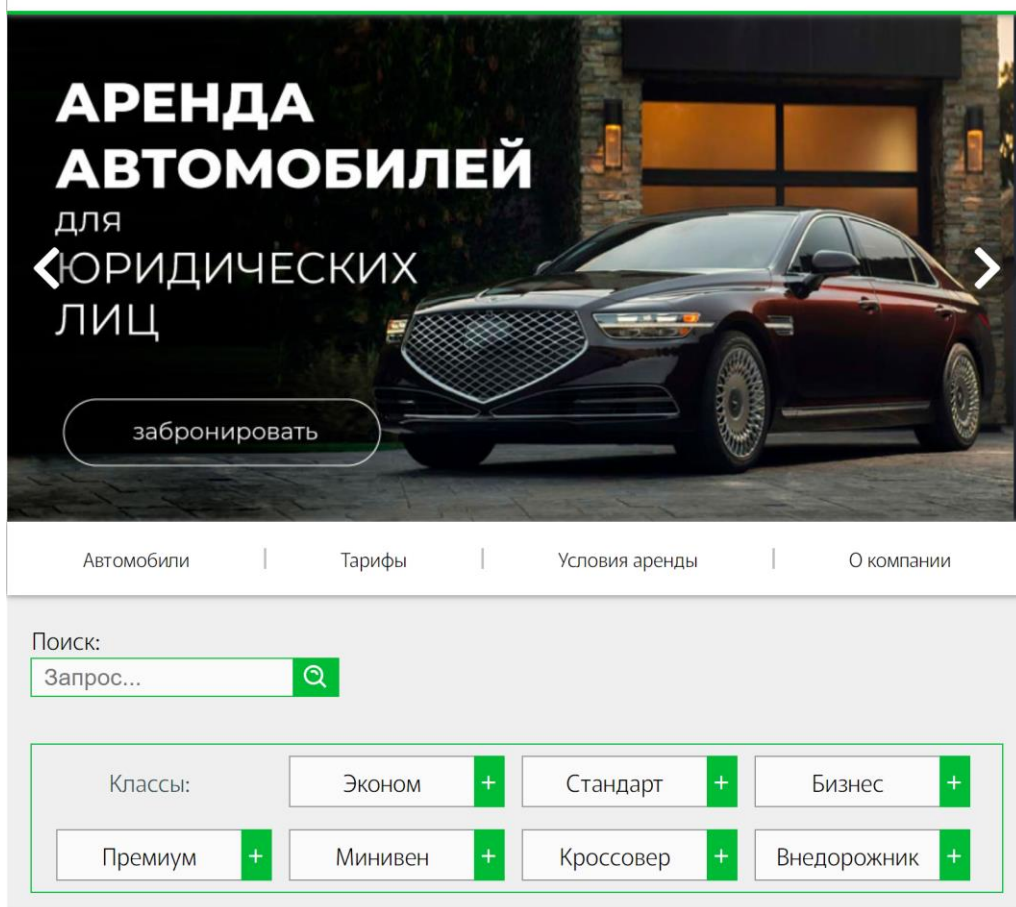 АРЕНДА
АВТОМОБИЛЕЙ
для
ЮРИДИЧЕСКИХ
ЛИЦ
забронировать
Автомобили | Тарифы | Условия аренды | О компании
Поиск:
Запрос...
Классы: Эконом + Стандарт + Бизнес +
Премиум + Минивен + Кроссовер + Внедорожник +